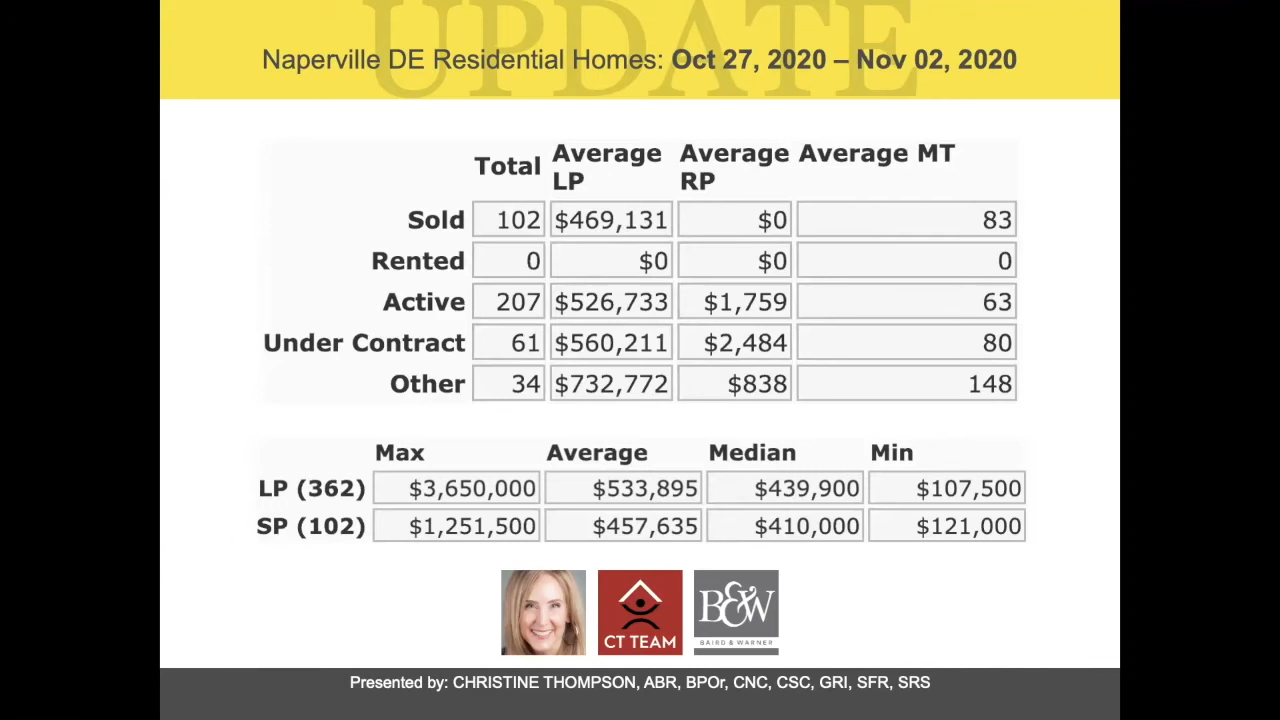 UPDATE
Naperville DE Residential Homes: Oct 27, 2020 – Nov 02, 2020
Total Average LP Average RP Average MT
Sold 102 $469,131 $0 83
Rented 0 $0 $0 0
Active 207 $526,733 $1,759 63
Under Contract 61 $560,211 $2,484 80
Other 34 $732,772 $838 148
Max Average Median Min
LP (362) $3,650,000 $533,895 $439,900 $107,500
SP (102) $1,251,500 $457,635 $410,000 $121,000
CT TEAM
B&W
BAIRD & WARNER
Presented by: CHRISTINE THOMPSON, ABR, BPOr, CNC, CSC, GRI, SFR, SRS